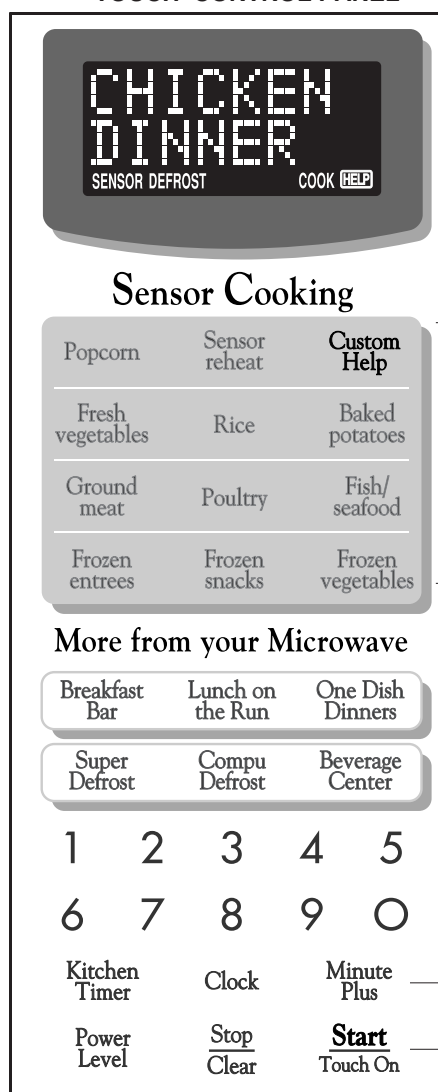 TOUCH CONTROL PANEL
CHICKEN
DINNER
SENSOR DEFROST COOK HELP
Sensor Cooking
Popcorn
Sensor
reheat
Custom
Help
Fresh
vegetables
Rice
Baked
potatoes
Ground
meat
Poultry
Fish/
seafood
Frozen
entrees
Frozen
snacks
Frozen
vegetables
More from your Microwave
Breakfast
Bar
Lunch on
the Run
One Dish
Dinners
Super
Defrost
Compu
Defrost
Beverage
Center
1 2 3 4 5
6 7 8 9 0
Kitchen
Timer
Clock
Minute
Plus
Power
Level
Stop
Clear
Start
Touch On